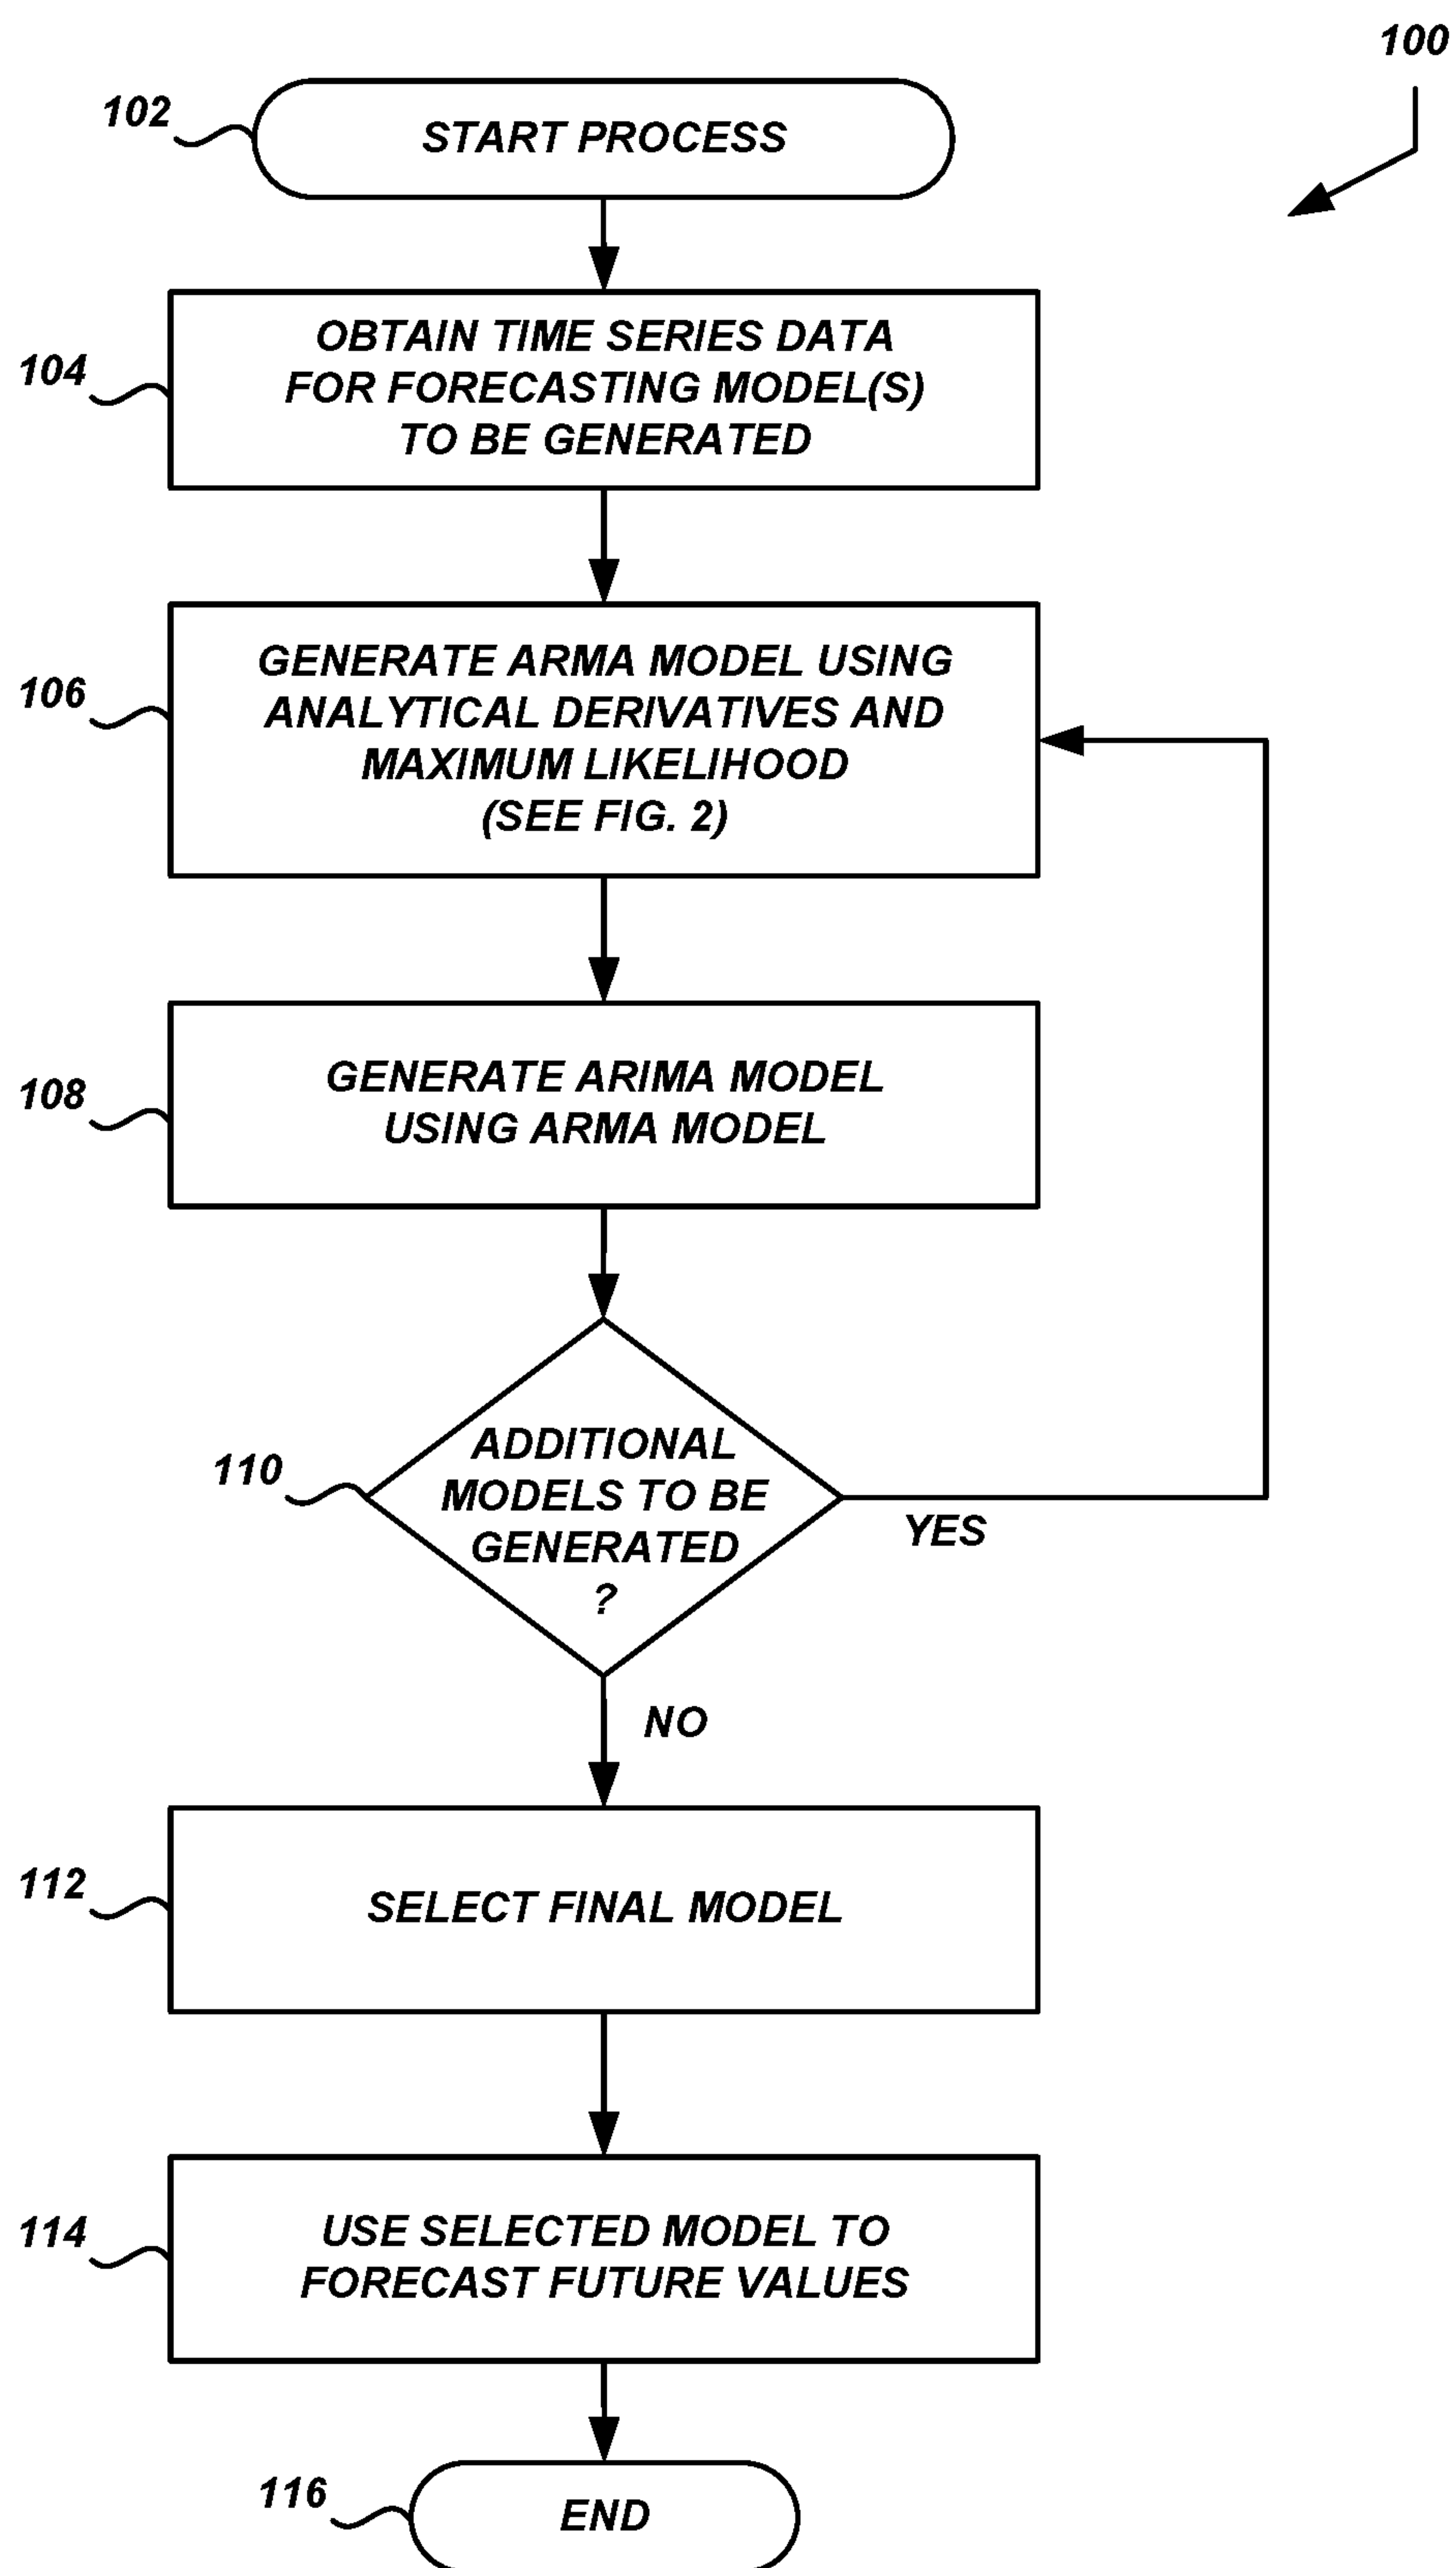 100
102
START PROCESS
104
OBTAIN TIME SERIES DATA
FOR FORECASTING MODEL(S)
TO BE GENERATED
106
GENERATE ARMA MODEL USING
ANALYTICAL DERIVATIVES AND
MAXIMUM LIKELIHOOD
(SEE FIG. 2)
108
GENERATE ARIMA MODEL
USING ARMA MODEL
110
ADDITIONAL
MODELS TO BE
GENERATED
?
YES
NO
112
SELECT FINAL MODEL
114
USE SELECTED MODEL TO
FORECAST FUTURE VALUES
116
END